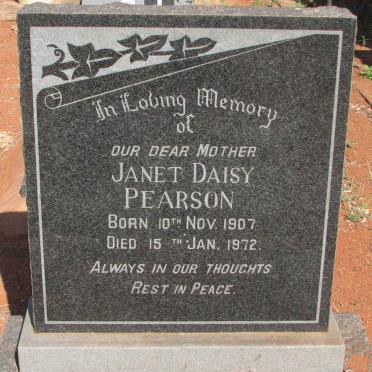 In Loving Memory
of
OUR DEAR MOTHER
JANET DAISY
PEARSON
BORN 10TH NOV. 1907
DIED 15TH JAN. 1972.
ALWAYS IN OUR THOUGHTS
REST IN PEACE.